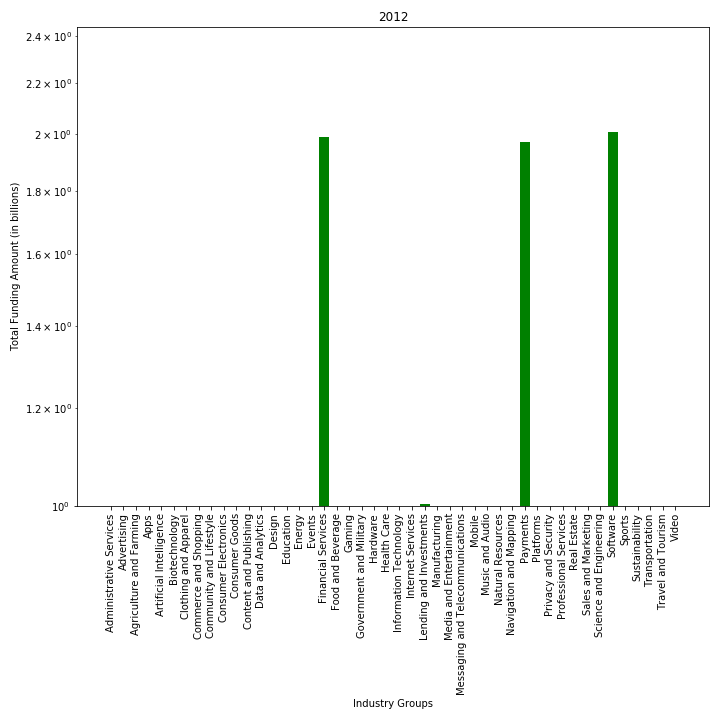 2012
Total Funding Amount (in billions)
2.4 × 10⁰
2.2 × 10⁰
2 × 10⁰
1.8 × 10⁰
1.6 × 10⁰
1.4 × 10⁰
1.2 × 10⁰
10⁰
Administrative Services
Advertising
Agriculture and Farming
Apps
Artificial Intelligence
Biotechnology
Clothing and Apparel
Commerce and Shopping
Community and Lifestyle
Consumer Electronics
Consumer Goods
Content and Publishing
Data and Analytics
Design
Education
Energy
Events
Financial Services
Food and Beverage
Gaming
Government and Military
Hardware
Health Care
Information Technology
Internet Services
Lending and Investments
Manufacturing
Media and Entertainment
Messaging and Telecommunications
Mobile
Music and Audio
Natural Resources
Navigation and Mapping
Payments
Platforms
Privacy and Security
Professional Services
Real Estate
Sales and Marketing
Science and Engineering
Software
Sports
Sustainability
Transportation
Travel and Tourism
Video
Industry Groups